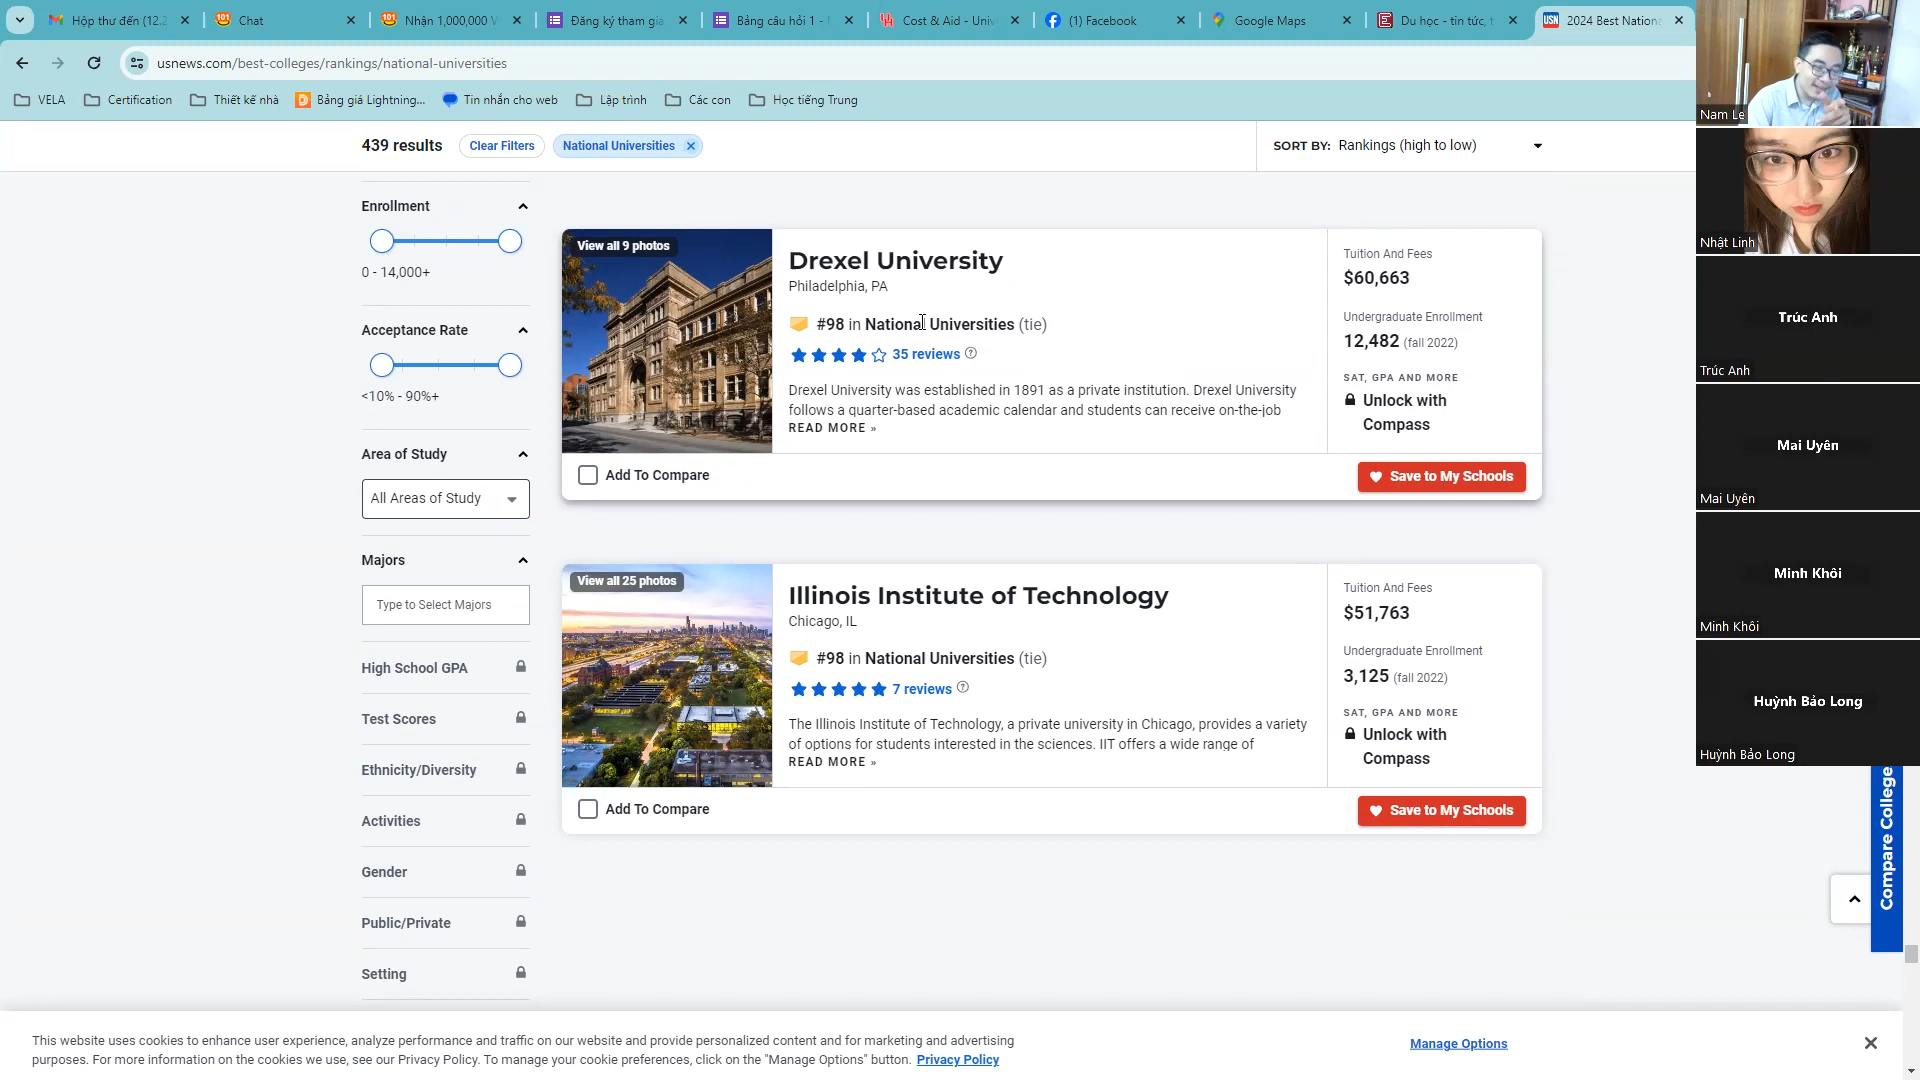 Hộp thư đến (12.
Chat
Nhận 1,000,000
Đăng ký tham gia
Bảng câu hỏi 1 -
Cost & Aid - Univ
(1) Facebook
Google Maps
Du học - tin tức, t
2024 Best Nationa
usnews.com/best-colleges/rankings/national-universities
VELA
Certification
Thiết kế nhà
Bảng giá Lightning...
Tin nhắn cho web
Lập trình
Các con
Học tiếng Trung
439 results
Clear Filters
National Universities
SORT BY: Rankings (high to low)
Enrollment
0 - 14,000+
Acceptance Rate
<10% - 90%+
Area of Study
All Areas of Study
Majors
Type to Select Majors
High School GPA
Test Scores
Ethnicity/Diversity
Activities
Gender
Public/Private
Setting
View all 9 photos
Drexel University
Philadelphia, PA
#98 in National Universities (tie)
35 reviews
Drexel University was established in 1891 as a private institution. Drexel University
follows a quarter-based academic calendar and students can receive on-the-job
READ MORE »
Tuition And Fees
$60,663
Undergraduate Enrollment
12,482 (fall 2022)
SAT, GPA AND MORE
Unlock with
Compass
Add To Compare
Save to My Schools
View all 25 photos
Illinois Institute of Technology
Chicago, IL
#98 in National Universities (tie)
7 reviews
The Illinois Institute of Technology, a private university in Chicago, provides a variety
of options for students interested in the sciences. IIT offers a wide range of
READ MORE »
Tuition And Fees
$51,763
Undergraduate Enrollment
3,125 (fall 2022)
SAT, GPA AND MORE
Unlock with
Compass
Add To Compare
Save to My Schools
Nam Le
Nhật Linh
Trúc Anh
Trúc Anh
Mai Uyên
Mai Uyên
Minh Khôi
Minh Khôi
Huỳnh Bảo Long
Huỳnh Bảo Long
Compare College
This website uses cookies to enhance user experience, analyze performance and traffic on our website and provide personalized content and for marketing and advertising
purposes. For more information on the cookies we use, see our Privacy Policy. To manage your cookie preferences, click on the "Manage Options" button. Privacy Policy
Manage Options